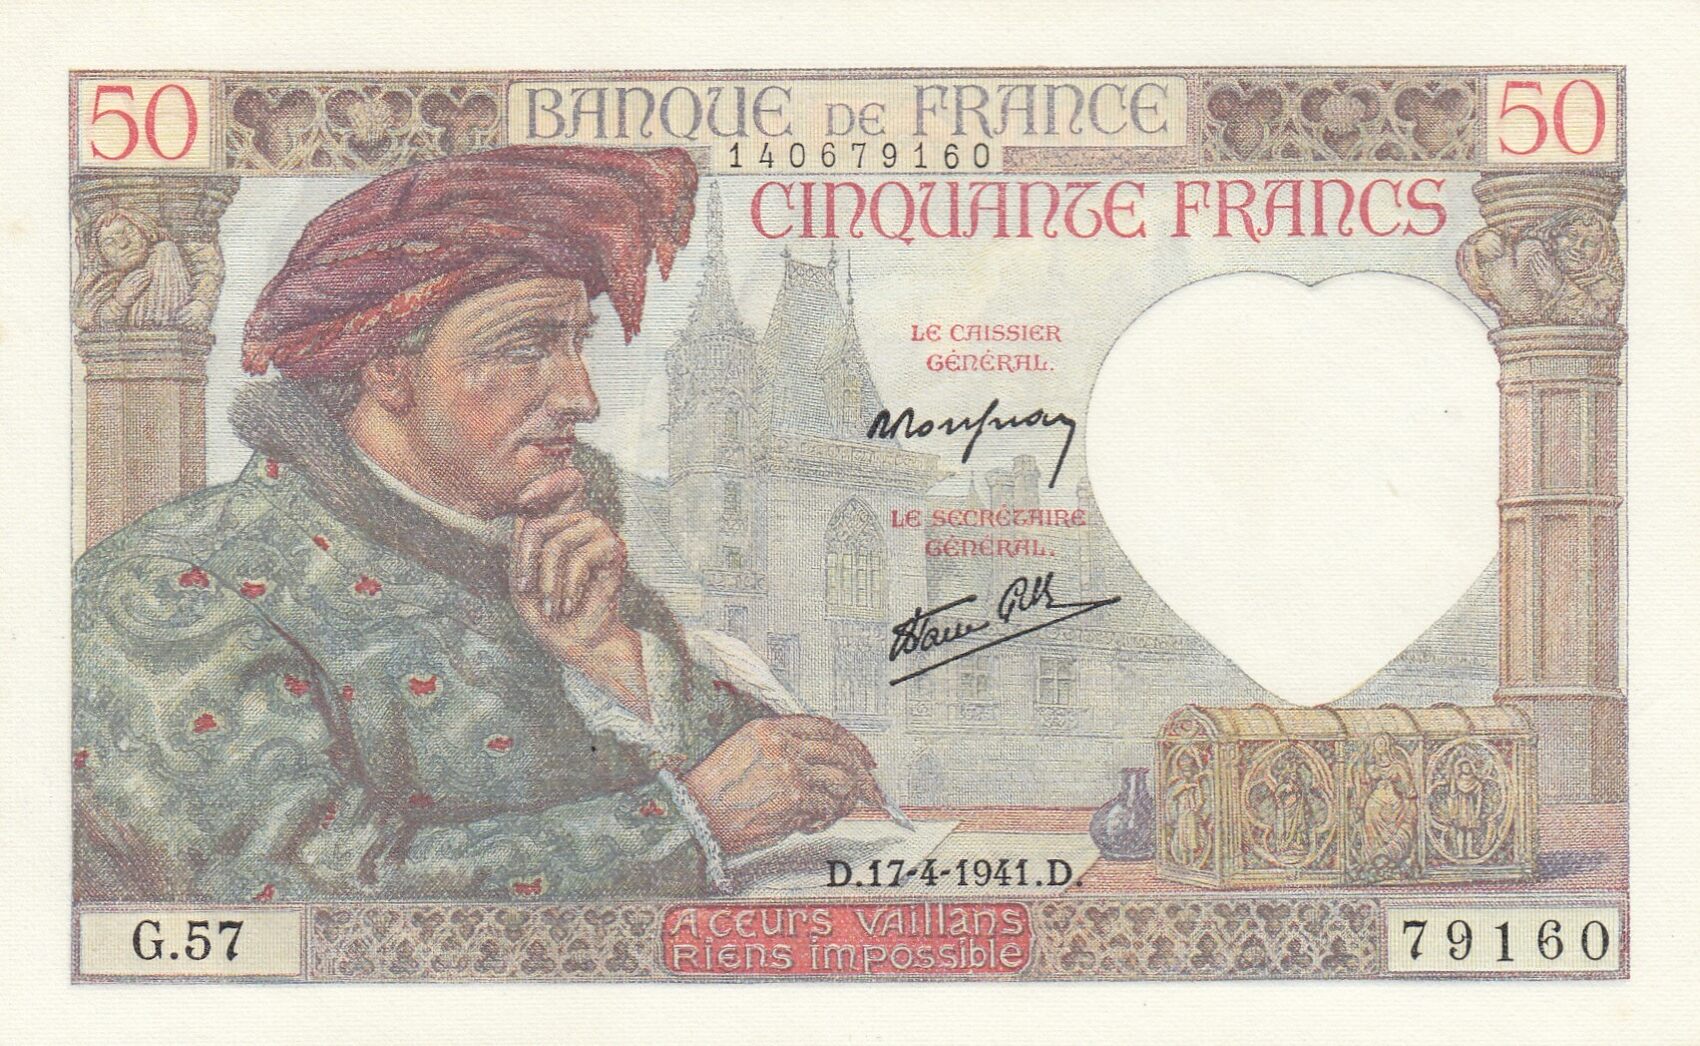 50
BANQUE DE FRANCE
50
140679160
CINQUANTE FRANCS
LE CAISSIER
GÉNÉRAL.
LE SECRÉTAIRE
GÉNÉRAL.
D.17-4-1941.D.
G.57
A CŒURS VAILLANS
RIENS IMPOSSIBLE
79160